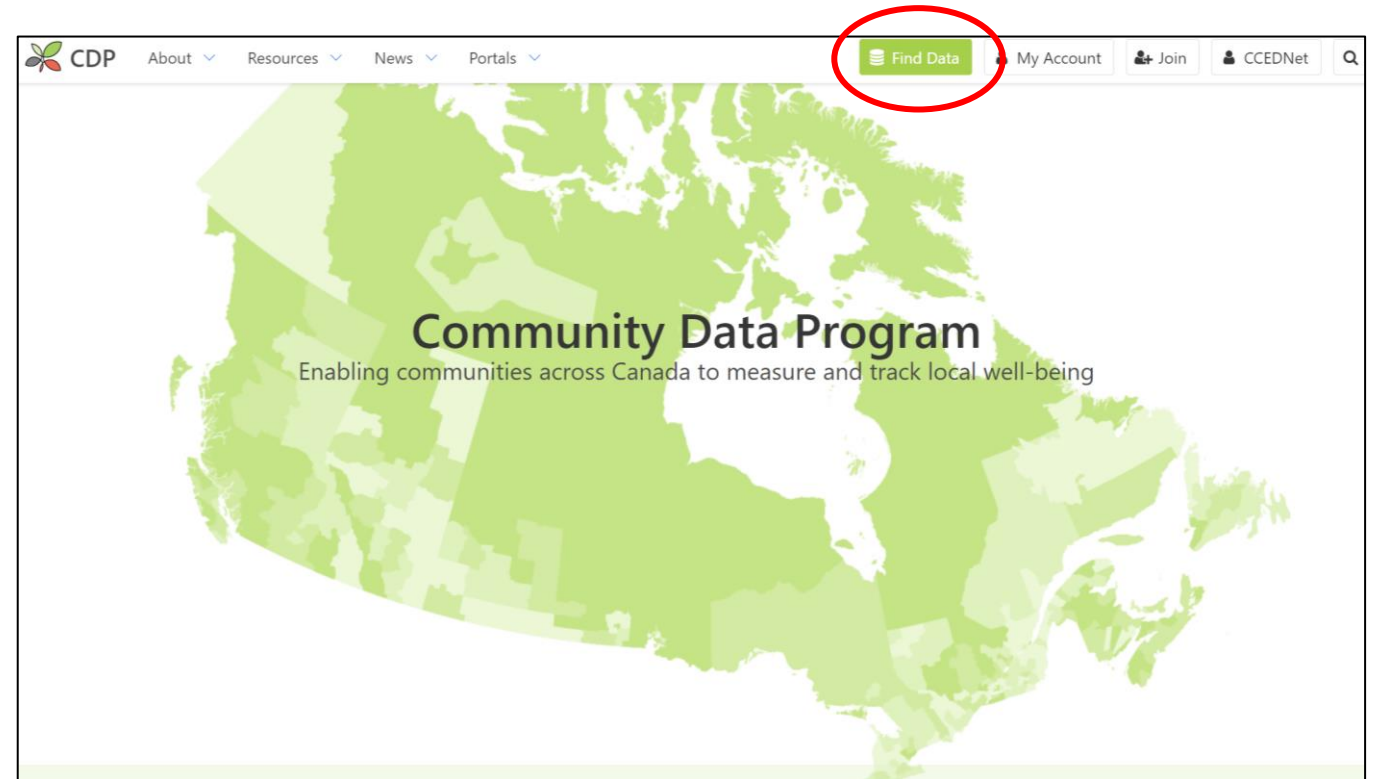 CDP About Resources News Portals Find Data My Account Join CCEDNet
Community Data Program
Enabling communities across Canada to measure and track local well-being